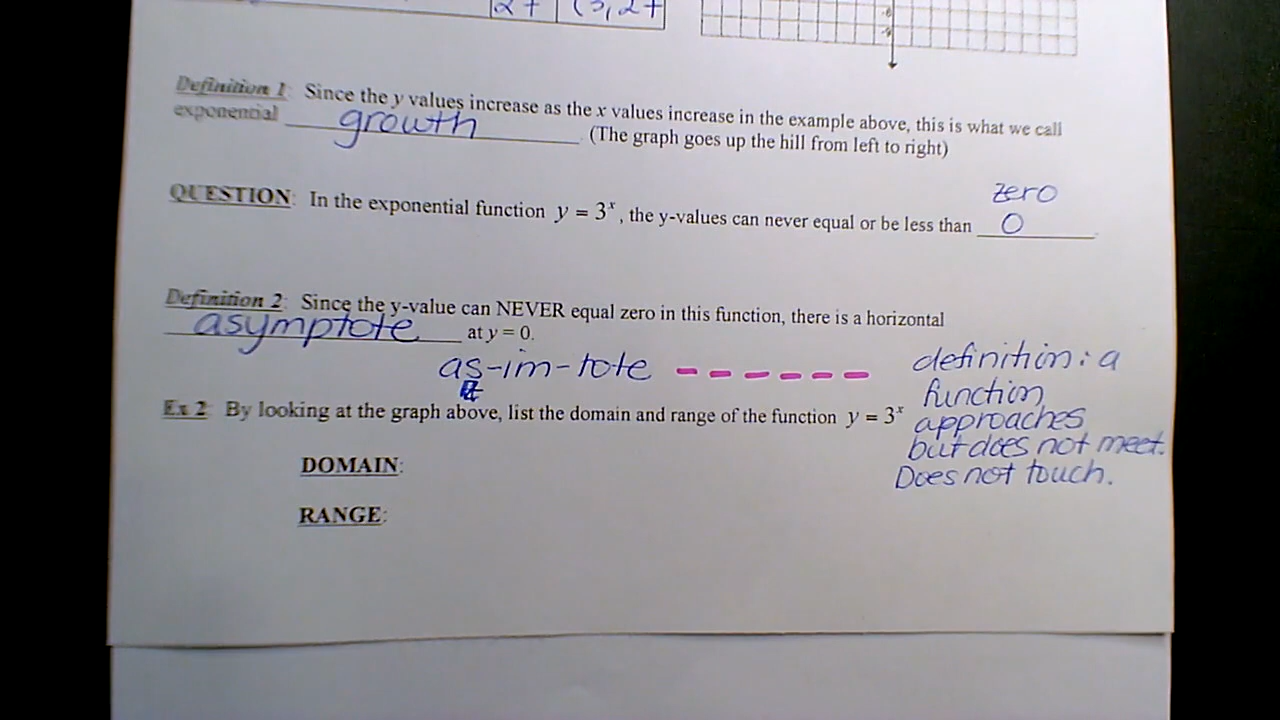 27 (3,27
Definition 1: Since the y values increase as the x values increase in the example above, this is what we call
exponential growth (The graph goes up the hill from left to right)
zero
QUESTION: In the exponential function y = 3ˣ, the y-values can never equal or be less than 0
Definition 2: Since the y-value can NEVER equal zero in this function, there is a horizontal
asymptote at y = 0.
as-im-tote
definition: a
function
approaches
but does not meet.
Does not touch.
Ex 2: By looking at the graph above, list the domain and range of the function y = 3ˣ
DOMAIN:
RANGE: